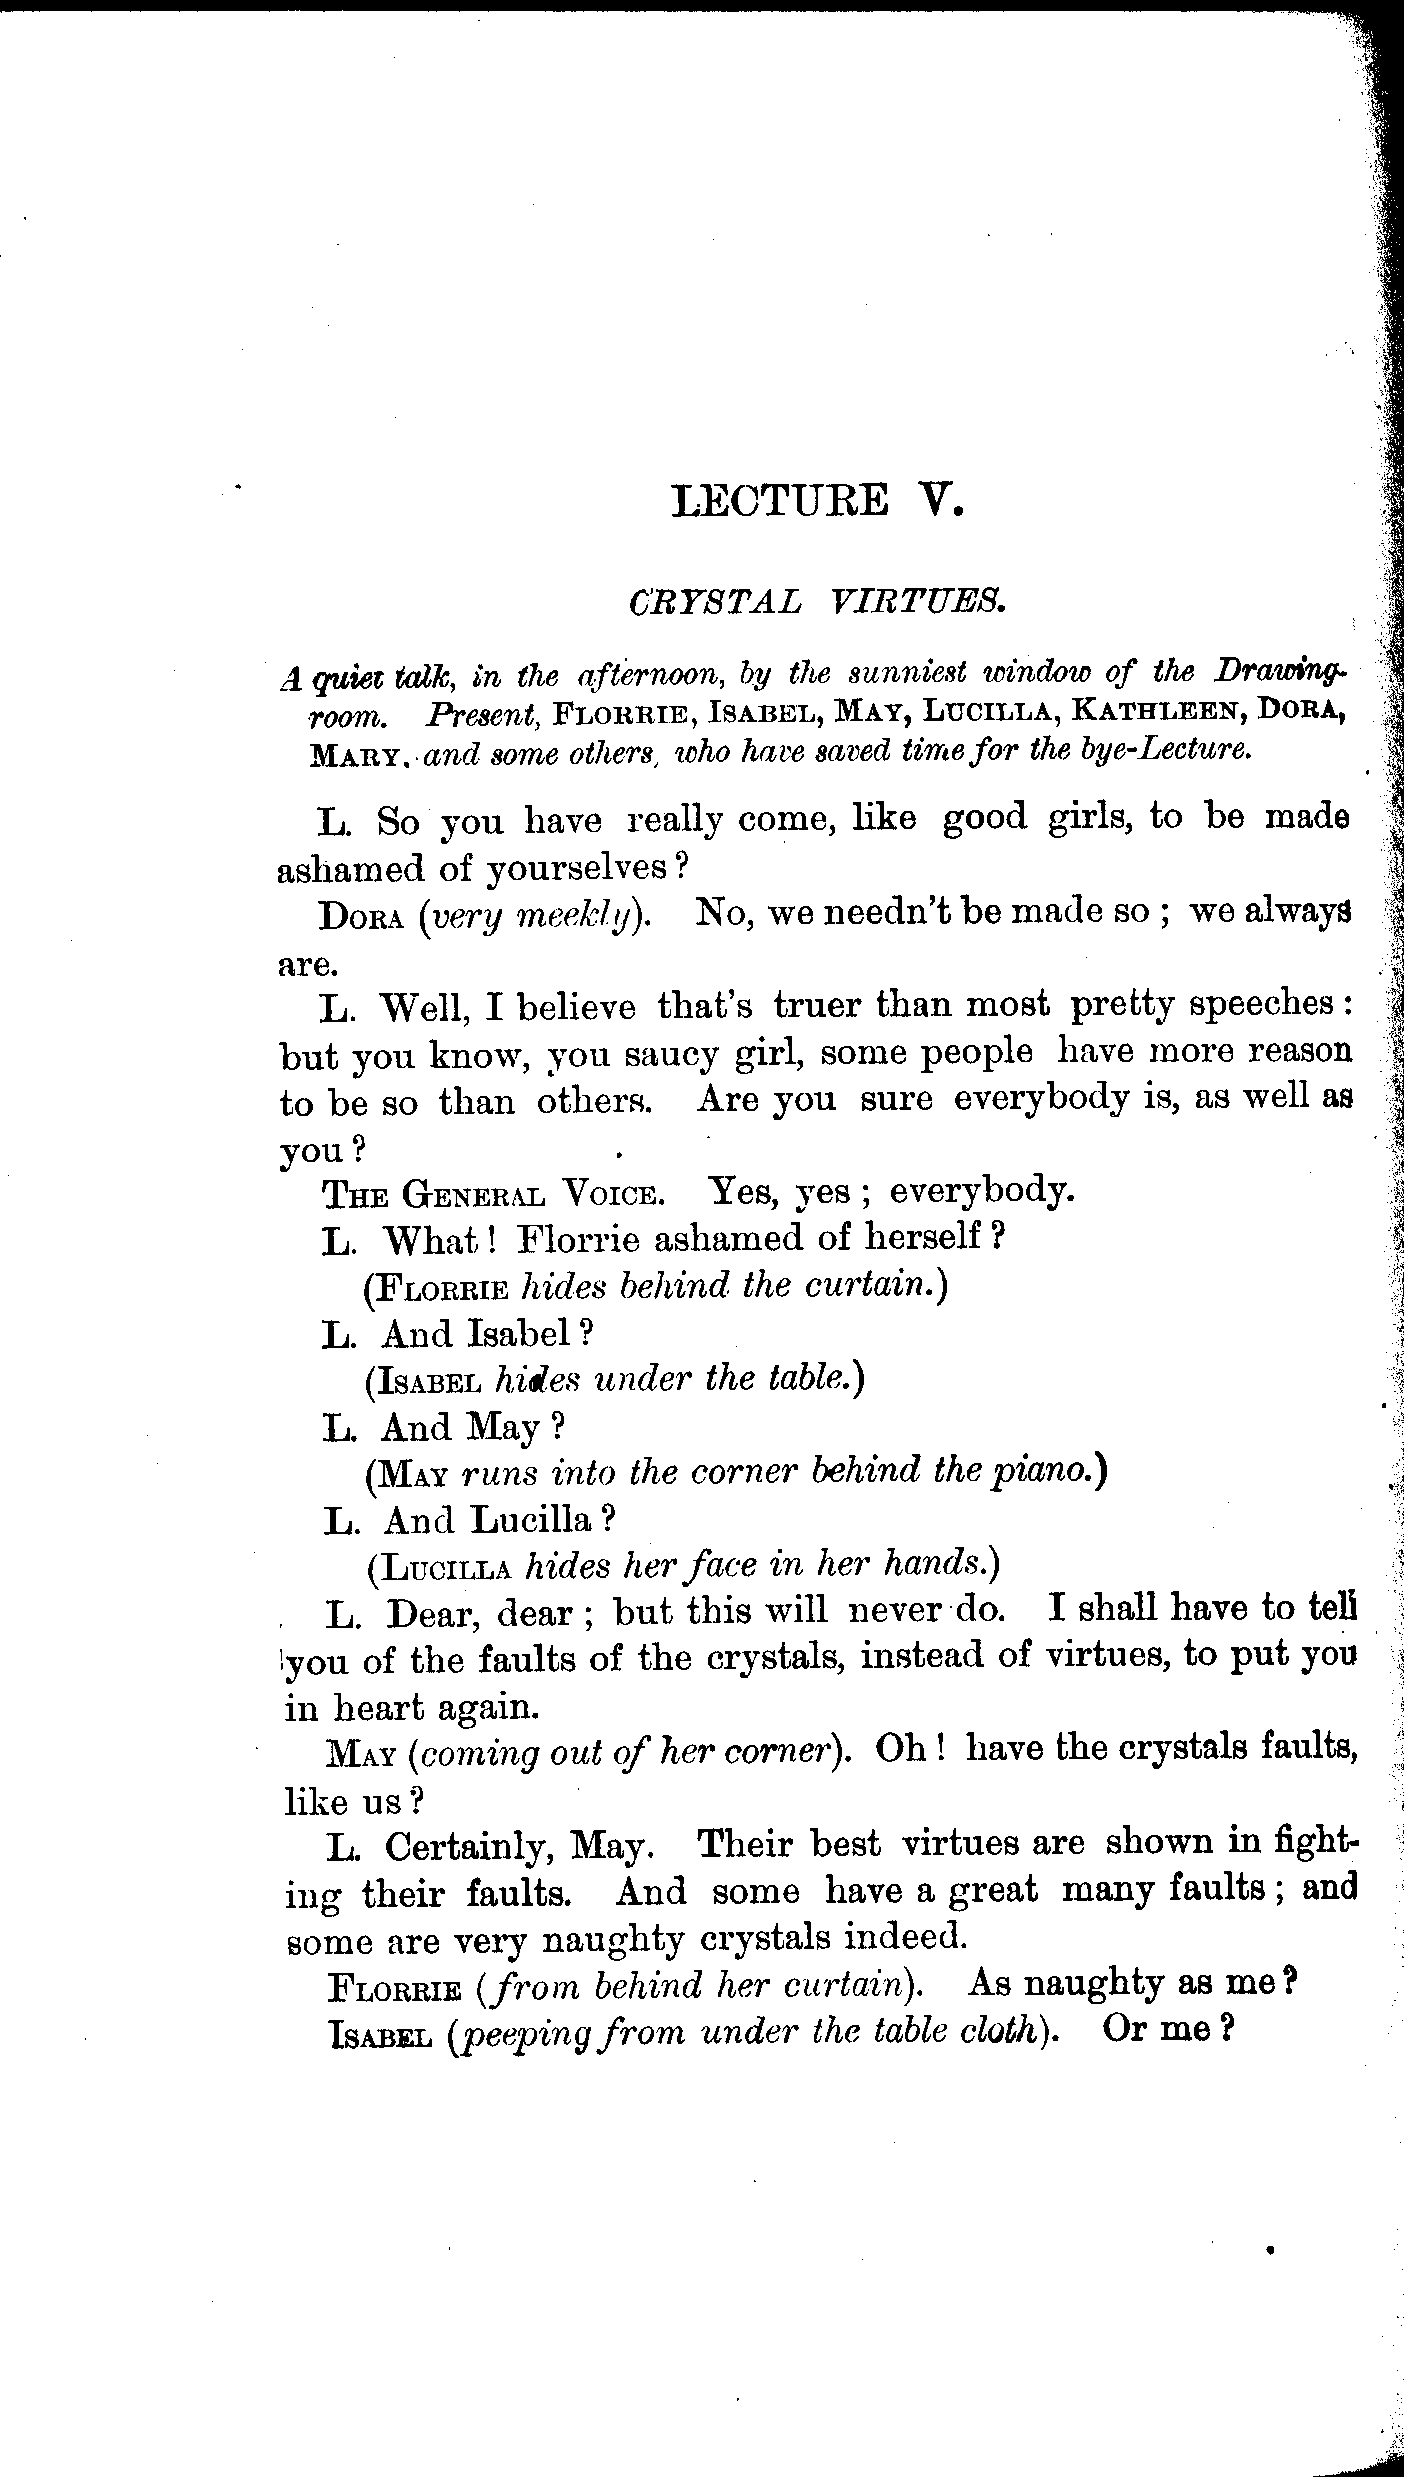 LECTURE V.
CRYSTAL VIRTUES.
A quiet talk, in the afternoon, by the sunniest window of the Drawing-
room. Present, FLORRIE, ISABEL, MAY, LUCILLA, KATHLEEN, DORA,
MARY, and some others, who have saved time for the bye-Lecture.
L. So you have really come, like good girls, to be made
ashamed of yourselves?
DORA (very meekly). No, we needn't be made so; we always
are.
L. Well, I believe that's truer than most pretty speeches:
but you know, you saucy girl, some people have more reason
to be so than others. Are you sure everybody is, as well as
you?
THE GENERAL VOICE. Yes, yes; everybody.
L. What! Florrie ashamed of herself?
(FLORRIE hides behind the curtain.)
L. And Isabel?
(ISABEL hides under the table.)
L. And May?
(MAY runs into the corner behind the piano.)
L. And Lucilla?
(LUCILLA hides her face in her hands.)
L. Dear, dear; but this will never do. I shall have to tell
you of the faults of the crystals, instead of virtues, to put you
in heart again.
MAY (coming out of her corner). Oh! have the crystals faults,
like us?
L. Certainly, May. Their best virtues are shown in fight-
ing their faults. And some have a great many faults; and
some are very naughty crystals indeed.
FLORRIE (from behind her curtain). As naughty as me?
ISABEL (peeping from under the table cloth). Or me?